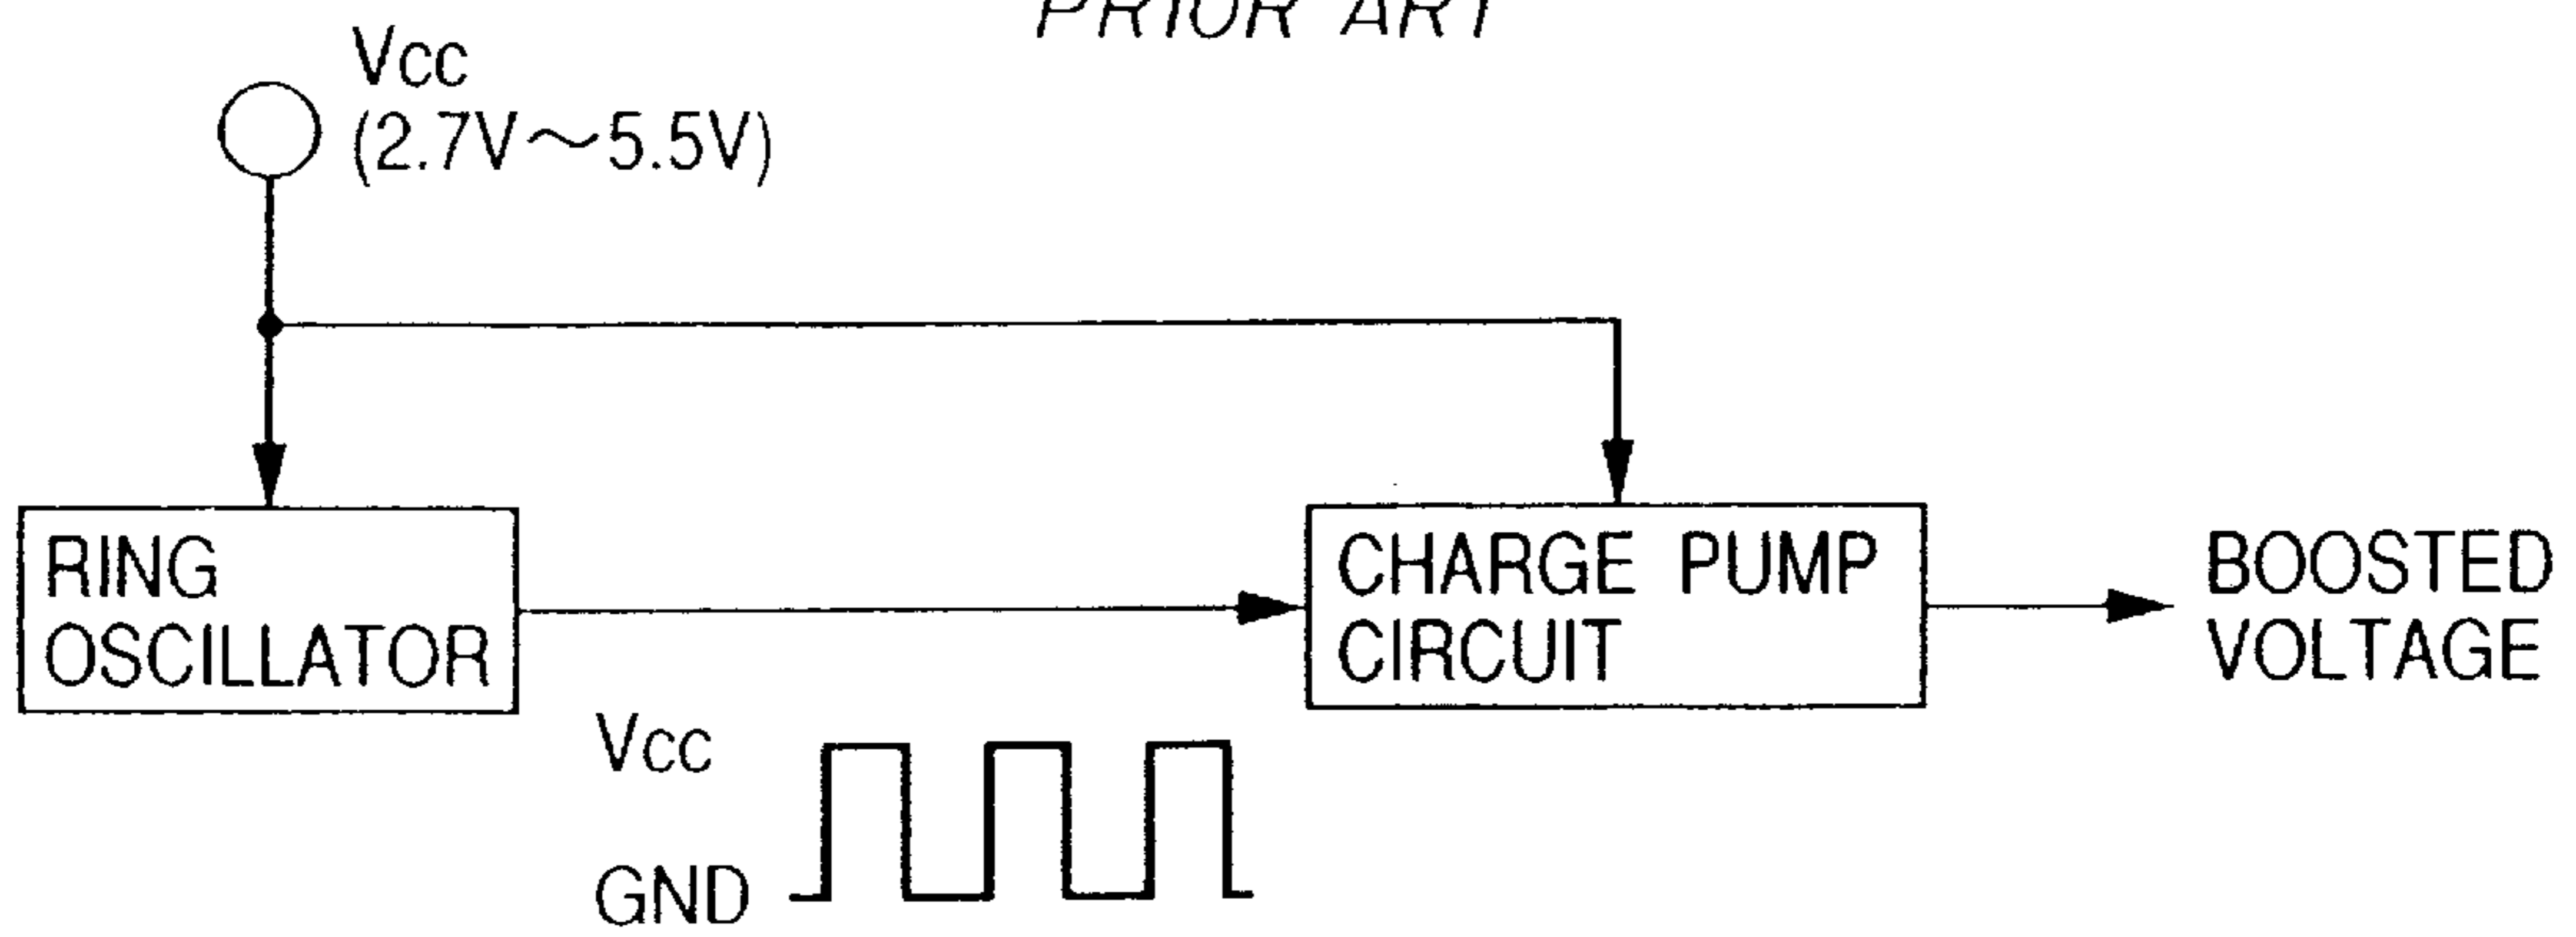 PRIOR ART
Vcc
(2.7V～5.5V)
RING
OSCILLATOR
CHARGE PUMP
CIRCUIT
BOOSTED
VOLTAGE
Vcc
GND